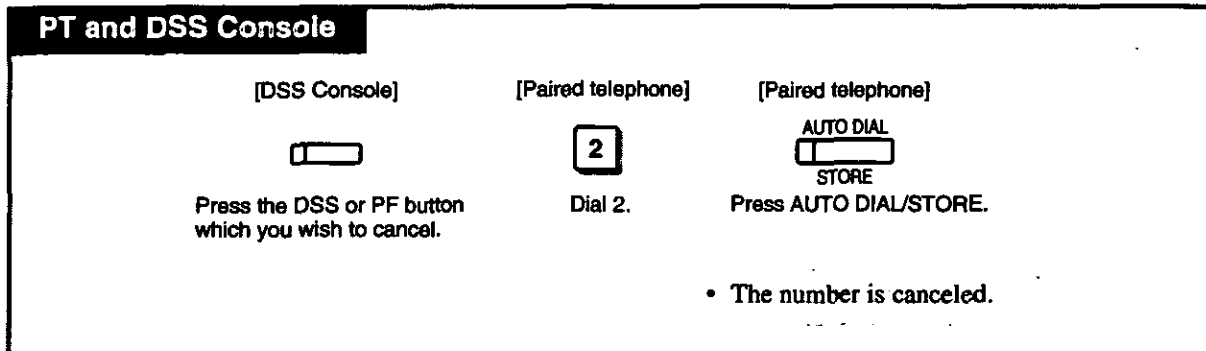 PT and DSS Console
[DSS Console] [Paired telephone] [Paired telephone]
AUTO DIAL
2
STORE
Press the DSS or PF button Dial 2. Press AUTO DIAL/STORE.
which you wish to cancel.
• The number is canceled.